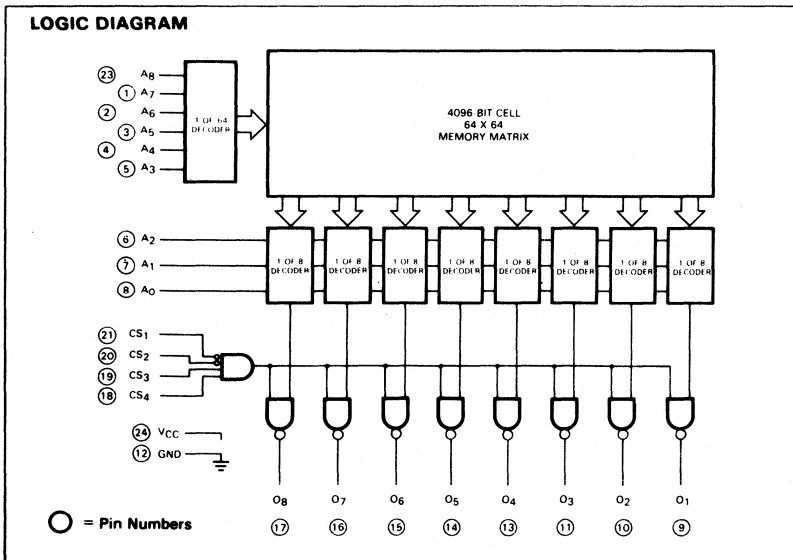 LOGIC DIAGRAM
23 A8
1 A7
2 A6
3 A5
4 A4
5 A3
1 OF 64
DECODER
4096-BIT CELL
64 X 64
MEMORY MATRIX
6 A2
7 A1
8 A0
1 OF 8
DECODER
1 OF 8
DECODER
1 OF 8
DECODER
1 OF 8
DECODER
1 OF 8
DECODER
1 OF 8
DECODER
1 OF 8
DECODER
1 OF 8
DECODER
21 CS1
20 CS2
19 CS3
18 CS4
24 VCC
12 GND
O8 O7 O6 O5 O4 O3 O2 O1
17 16 15 14 13 11 10 9
= Pin Numbers